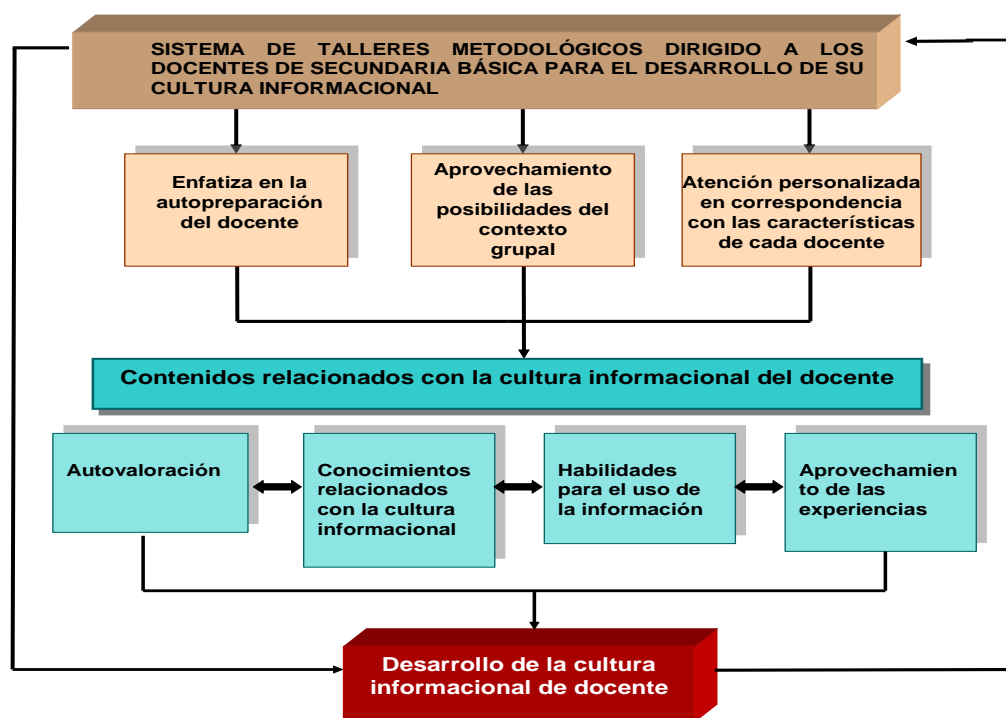 SISTEMA DE TALLERES METODOLÓGICOS DIRIGIDO A LOS
DOCENTES DE SECUNDARIA BÁSICA PARA EL DESARROLLO DE SU
CULTURA INFORMACIONAL
Enfatiza en la
autopreparación
del docente
Aprovechamiento
de las
posibilidades del
contexto
grupal
Atención personalizada
en correspondencia
con las características
de cada docente
Contenidos relacionados con la cultura informacional del docente
Autovaloración
Conocimientos
relacionados
con la cultura
informacional
Habilidades
para el uso de
la información
Aprovechamien
to de las
experiencias
Desarrollo de la cultura
informacional de docente